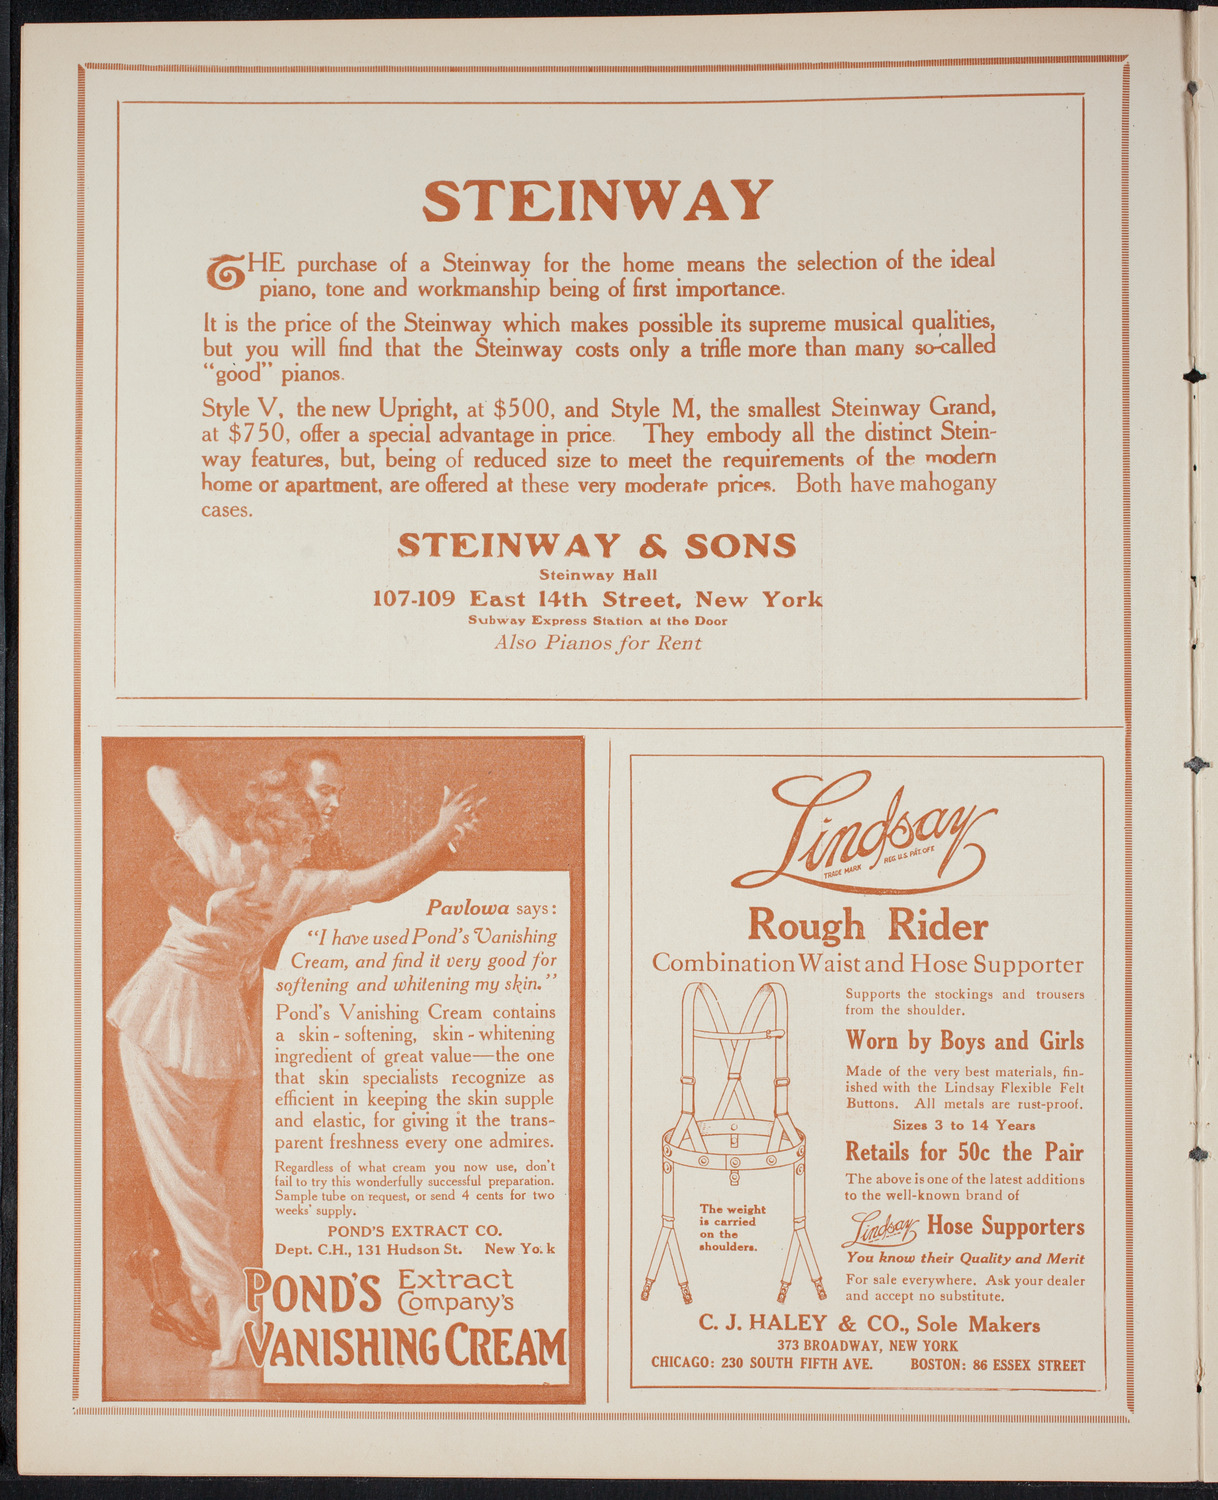 STEINWAY
THE purchase of a Steinway for the home means the selection of the ideal
piano, tone and workmanship being of first importance.
It is the price of the Steinway which makes possible its supreme musical qualities,
but you will find that the Steinway costs only a trifle more than many so-called
"good" pianos.
Style V, the new Upright, at $500, and Style M, the smallest Steinway Grand,
at $750, offer a special advantage in price. They embody all the distinct Stein-
way features, but, being of reduced size to meet the requirements of the modern
home or apartment, are offered at these very moderate prices. Both have mahogany
cases.
STEINWAY & SONS
Steinway Hall
107-109 East 14th Street, New York
Subway Express Station at the Door
Also Pianos for Rent
Pavlowa says:
"I have used Pond's Vanishing
Cream, and find it very good for
softening and whitening my skin."
Pond's Vanishing Cream contains
a skin-softening, skin-whitening
ingredient of great value—the one
that skin specialists recognize as
efficient in keeping the skin supple
and elastic, for giving it the trans-
parent freshness every one admires.
Regardless of what cream you now use, don't
fail to try this wonderfully successful preparation.
Sample tube on request, or send 4 cents for two
weeks' supply.
POND'S EXTRACT CO.
Dept. C.H., 131 Hudson St. New Yo.k
POND'S Extract
Company's
VANISHING CREAM
Lindsay
TRADE MARK REG. U.S. PAT. OFF.
Rough Rider
Combination Waist and Hose Supporter
Supports the stockings and trousers
from the shoulder.
Worn by Boys and Girls
Made of the very best materials, fin-
ished with the Lindsay Flexible Felt
Buttons. All metals are rust-proof.
Sizes 3 to 14 Years
Retails for 50c the Pair
The above is one of the latest additions
to the well-known brand of
Lindsay Hose Supporters
You know their Quality and Merit
For sale everywhere. Ask your dealer
and accept no substitute.
The weight
is carried
on the
shoulders.
C. J. HALEY & CO., Sole Makers
373 BROADWAY, NEW YORK
CHICAGO: 230 SOUTH FIFTH AVE. BOSTON: 86 ESSEX STREET